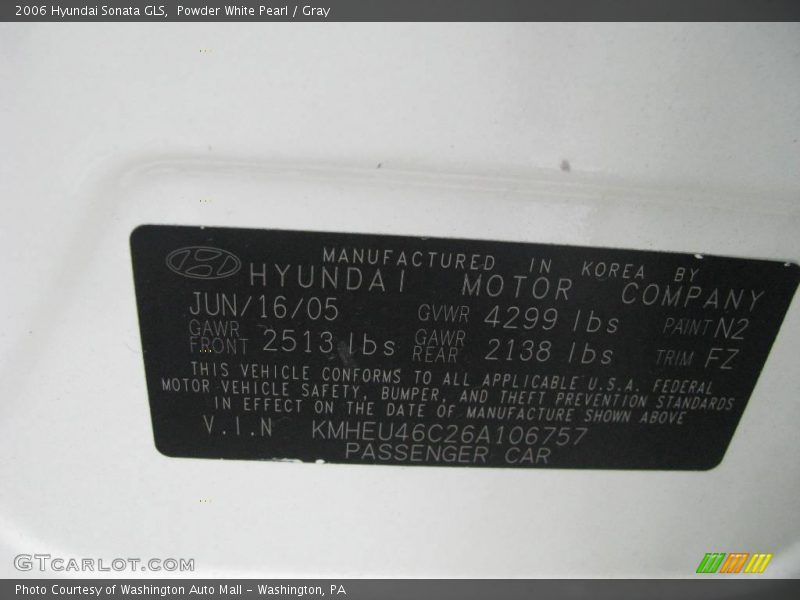 2006 Hyundai Sonata GLS, Powder White Pearl / Gray
MANUFACTURED IN KOREA BY
HYUNDAI MOTOR COMPANY
JUN/16/05 GVWR 4299 lbs PAINT N2
GAWR FRONT 2513 lbs GAWR REAR 2138 lbs TRIM FZ
THIS VEHICLE CONFORMS TO ALL APPLICABLE U.S.A. FEDERAL
MOTOR VEHICLE SAFETY, BUMPER, AND THEFT PREVENTION STANDARDS
IN EFFECT ON THE DATE OF MANUFACTURE SHOWN ABOVE
V.I.N KMHEU46C26A106757
PASSENGER CAR
GTCARLOT.COM
Photo Courtesy of Washington Auto Mall - Washington, PA